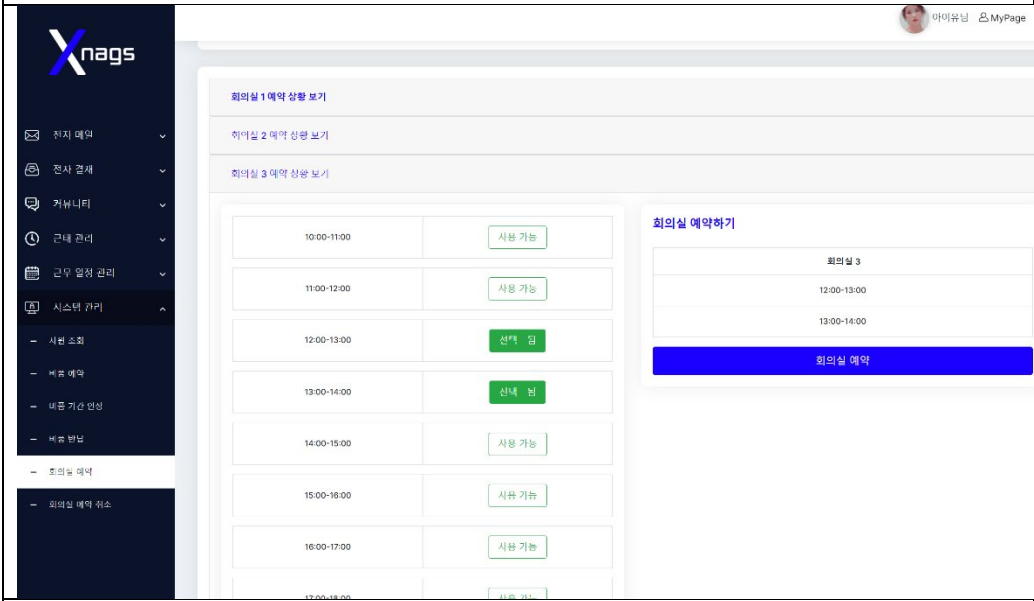 아이유님 MyPage
Xnags
회의실 1 예약 상황 보기
회의실 2 예약 상황 보기
회의실 3 예약 상황 보기
전자 메일
전자 결재
커뮤니티
근태 관리
근무 일정 관리
시스템 관리
사원 조회
비품 예약
비품 기간 연장
비품 반납
회의실 예약
회의실 예약 취소
10:00-11:00 사용 가능
11:00-12:00 사용 가능
12:00-13:00 선택 됨
13:00-14:00 선택 됨
14:00-15:00 사용 가능
15:00-16:00 사용 가능
16:00-17:00 사용 가능
17:00-18:00 사용 가능
회의실 예약하기
회의실 3
12:00-13:00
13:00-14:00
회의실 예약